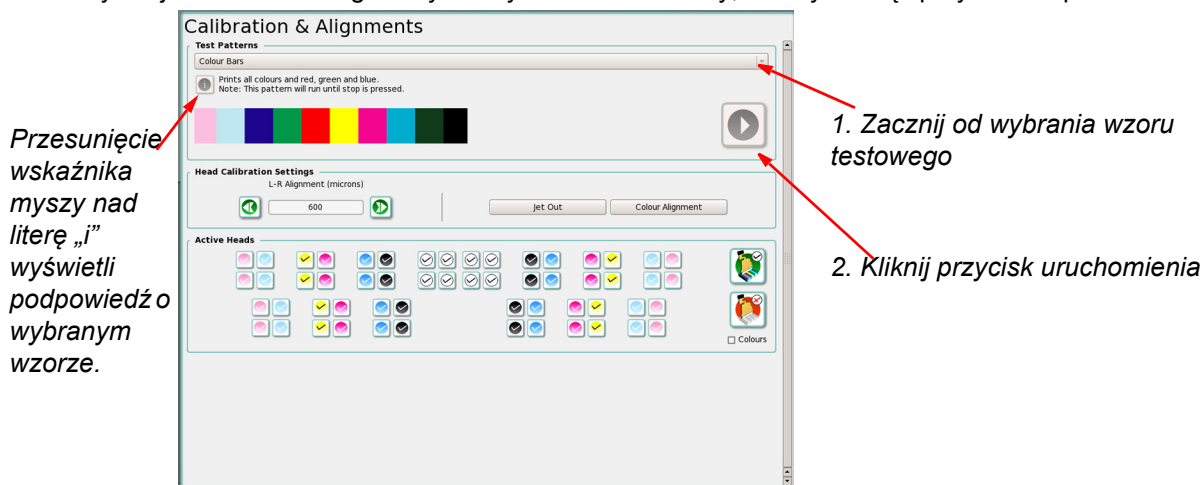 Calibration & Alignments
Test Patterns
Colour Bars
Prints all colours and red, green and blue.
Note: This pattern will run until stop is pressed.
Head Calibration Settings
L-R Alignment (microns)
600
Jet Out
Colour Alignment
Active Heads
Colours
Przesunięcie
wskaźnika
myszy nad
literę „i”
wyświetli
podpowiedź o
wybranym
wzorze.
1. Zacznij od wybrania wzoru
testowego
2. Kliknij przycisk uruchomienia